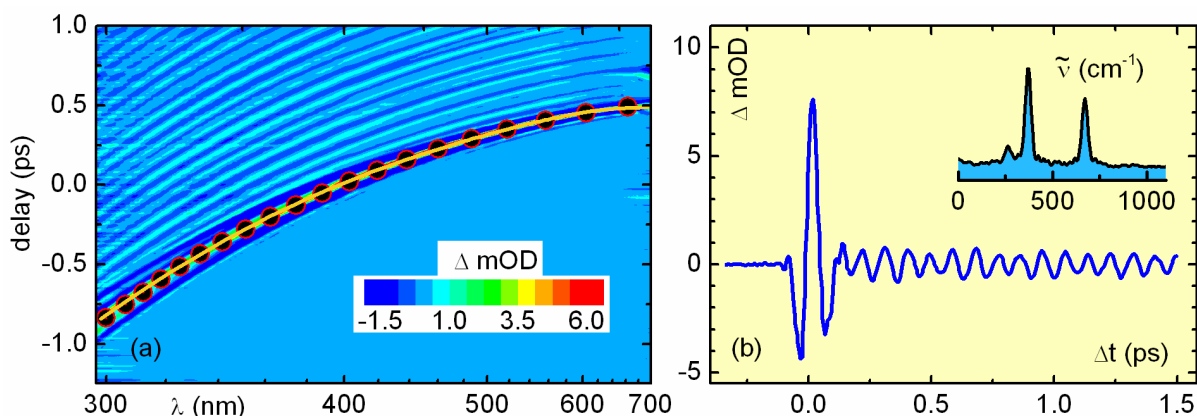 1.0
0.5
0.0
-0.5
-1.0
delay (ps)
Δ mOD
-1.5 1.0 3.5 6.0
(a)
300 400 500 600 700
λ (nm)
10
5
0
-5
Δ mOD
ν̃ (cm⁻¹)
0 500 1000
(b)
Δt (ps)
0.0 0.5 1.0 1.5